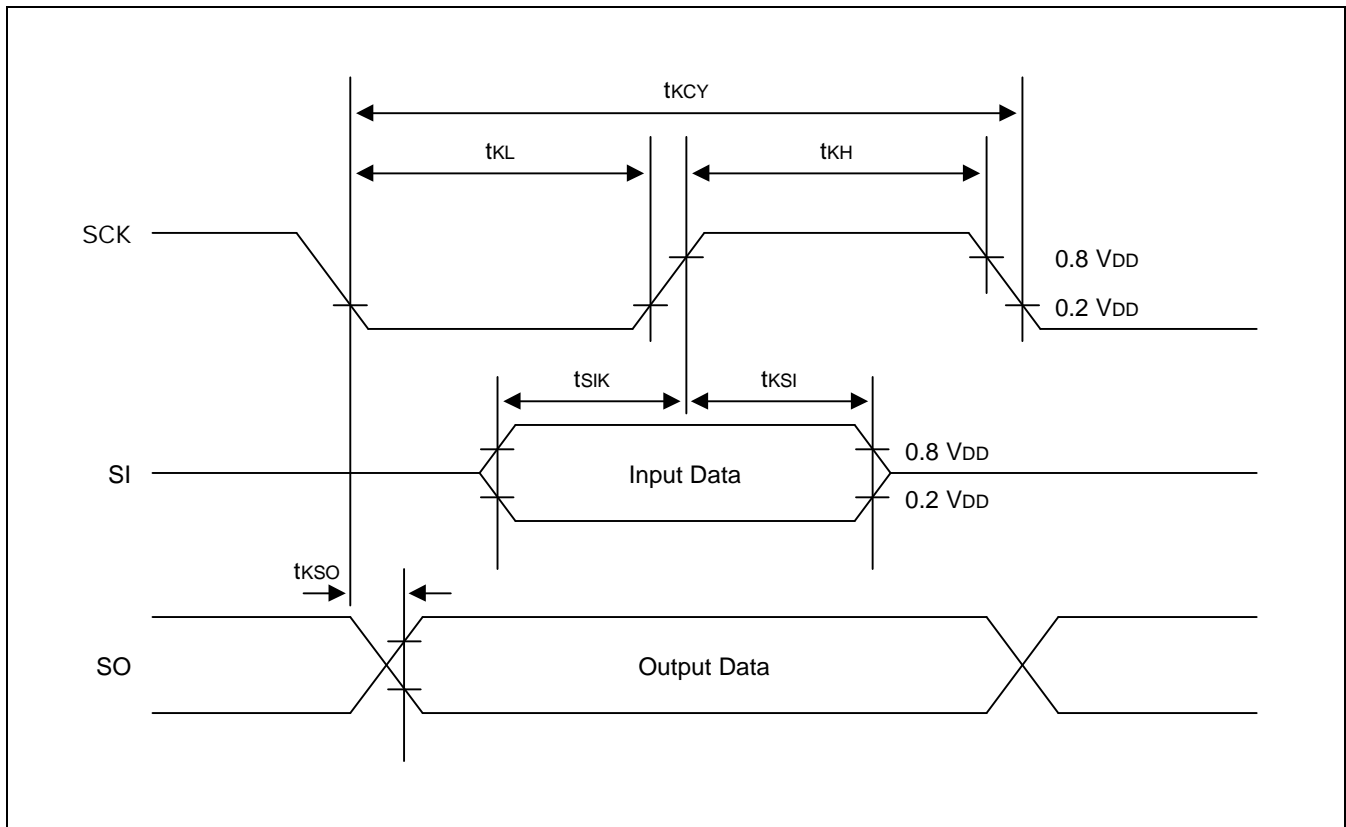 tKCY
tKL
tKH
SCK
0.8 VDD
0.2 VDD
tSIK
tKSI
0.8 VDD
SI
Input Data
0.2 VDD
tKSO
SO
Output Data